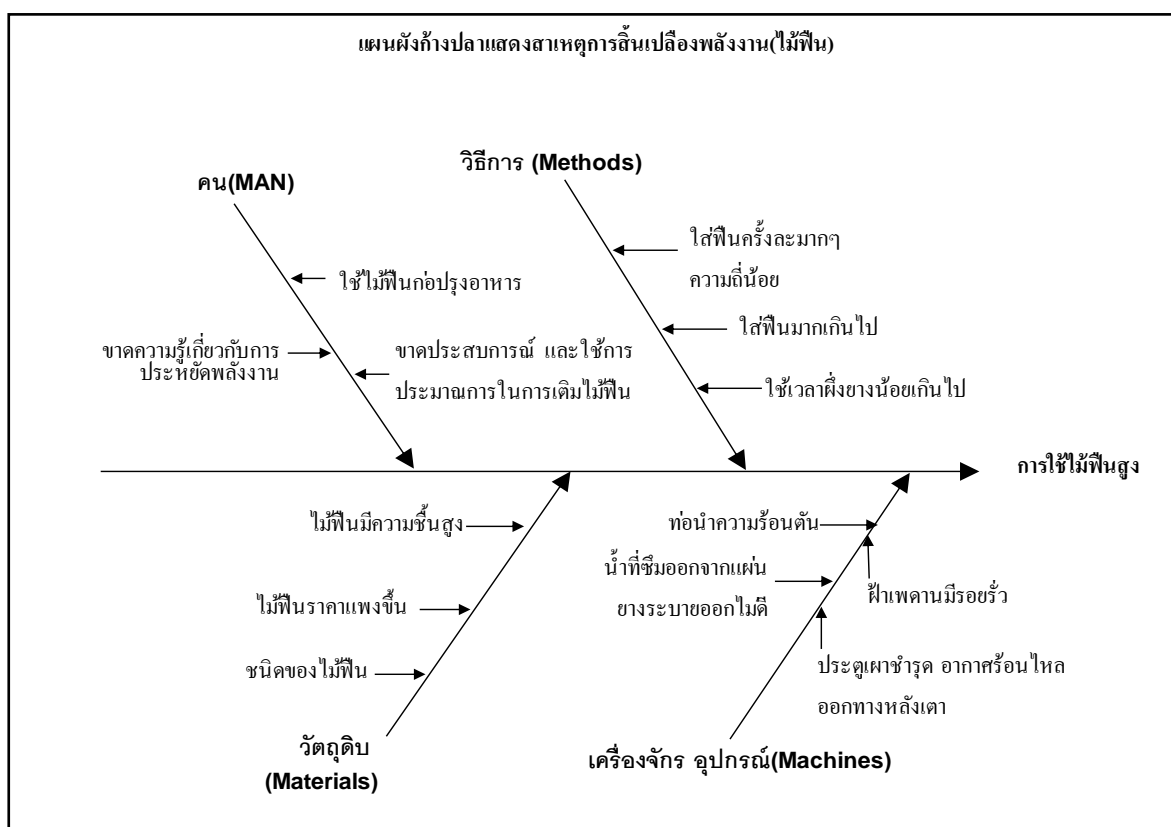 แผนผังก้างปลาแสดงสาเหตุการสิ้นเปลืองพลังงาน(ไม้ฟืน)
วิธีการ (Methods)
คน(MAN)
ใส่ฟืนครั้งละมากๆ
ความถี่น้อย
ใช้ไม้ฟืนก่อปรุงอาหาร
ใส่ฟืนมากเกินไป
ขาดความรู้เกี่ยวกับการ
ประหยัดพลังงาน
ขาดประสบการณ์ และใช้การ
ประมาณการในการเติมไม้ฟืน
ใช้เวลาผึ่งยางน้อยเกินไป
การใช้ไม้ฟืนสูง
ไม้ฟืนมีความชื้นสูง
ท่อนำความร้อนตัน
น้ำที่ซึมออกจากแผ่น
ยางระบายออกไม่ดี
ฝ้าเพดานมีรอยรั่ว
ไม้ฟืนราคาแพงขึ้น
ชนิดของไม้ฟืน
ประตูเผาชำรุด อากาศร้อนไหล
ออกทางหลังเตา
วัตถุดิบ
(Materials)
เครื่องจักร อุปกรณ์(Machines)